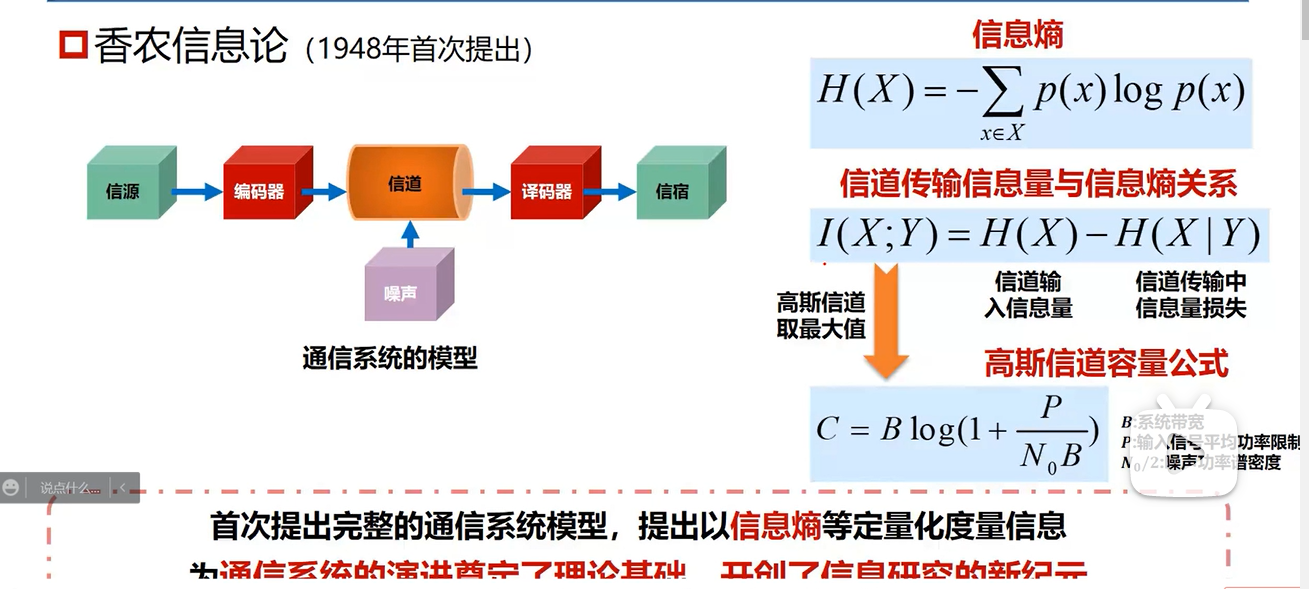 香农信息论（1948年首次提出）
信源
编码器
信道
译码器
信宿
噪声
通信系统的模型
信息熵
H(X)=-∑p(x)log p(x)
x∈X
信道传输信息量与信息熵关系
I(X;Y)=H(X)-H(X|Y)
信道输
入信息量
信道传输中
信息量损失
高斯信道
取最大值
高斯信道容量公式
C = B log(1+ P/(N₀B))
B:系统带宽
P:输入信号平均功率限制
N₀/2:噪声功率谱密度
说点什么...
首次提出完整的通信系统模型，提出以信息熵等定量化度量信息
为通信系统的演进奠定了理论基础，开创了信息研究的新纪元